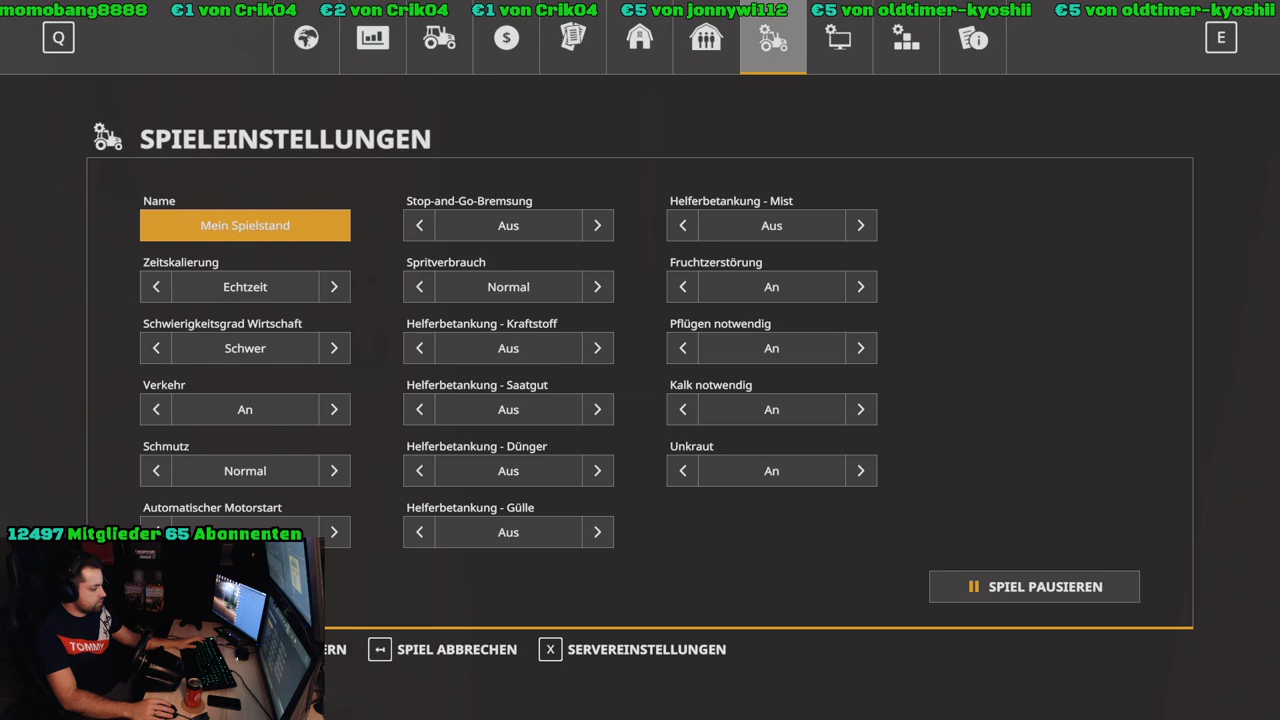 momobang8888 €1 von Crik04 €2 von Crik04 €1 von Crik04 €5 von jonnywi112 €5 von oldtimer-kyoshii €5 von oldtimer-kyoshii
Q
E
SPIELEINSTELLUNGEN
Name
Mein Spielstand
Zeitskalierung
Echtzeit
Schwierigkeitsgrad Wirtschaft
Schwer
Verkehr
An
Schmutz
Normal
Automatischer Motorstart
Stop-and-Go-Bremsung
Aus
Spritverbrauch
Normal
Helferbetankung - Kraftstoff
Aus
Helferbetankung - Saatgut
Aus
Helferbetankung - Dünger
Aus
Helferbetankung - Gülle
Aus
Helferbetankung - Mist
Aus
Fruchtzerstörung
An
Pflügen notwendig
An
Kalk notwendig
An
Unkraut
An
12497 Mitglieder 65 Abonnenten
TOMMY
SPIEL PAUSIEREN
ERN
SPIEL ABBRECHEN
X SERVEREINSTELLUNGEN